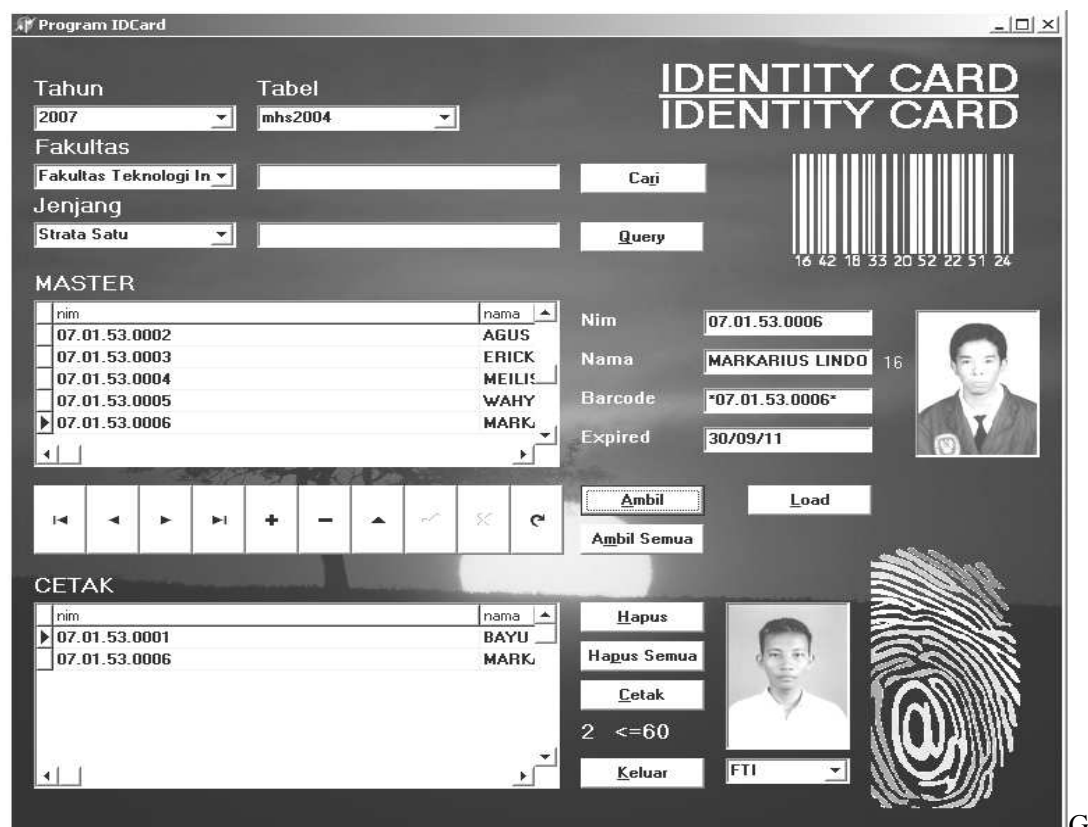 Program IDCard
IDENTITY CARD
IDENTITY CARD
Tahun Tabel
2007 mhs2004
Fakultas
Fakultas Teknologi In Cari
Jenjang
Strata Satu Query
16 42 18 33 20 52 22 51 24
MASTER
nim nama
07.01.53.0002 AGUS
07.01.53.0003 ERICK
07.01.53.0004 MEILIS
07.01.53.0005 WAHY
07.01.53.0006 MARK
Nim 07.01.53.0006
Nama MARKARIUS LINDO 16
Barcode *07.01.53.0006*
Expired 30/09/11
Ambil Load
Ambil Semua
CETAK
nim nama
07.01.53.0001 BAYU
07.01.53.0006 MARK
Hapus
Hapus Semua
Cetak
2 <=60
Keluar FTI
G